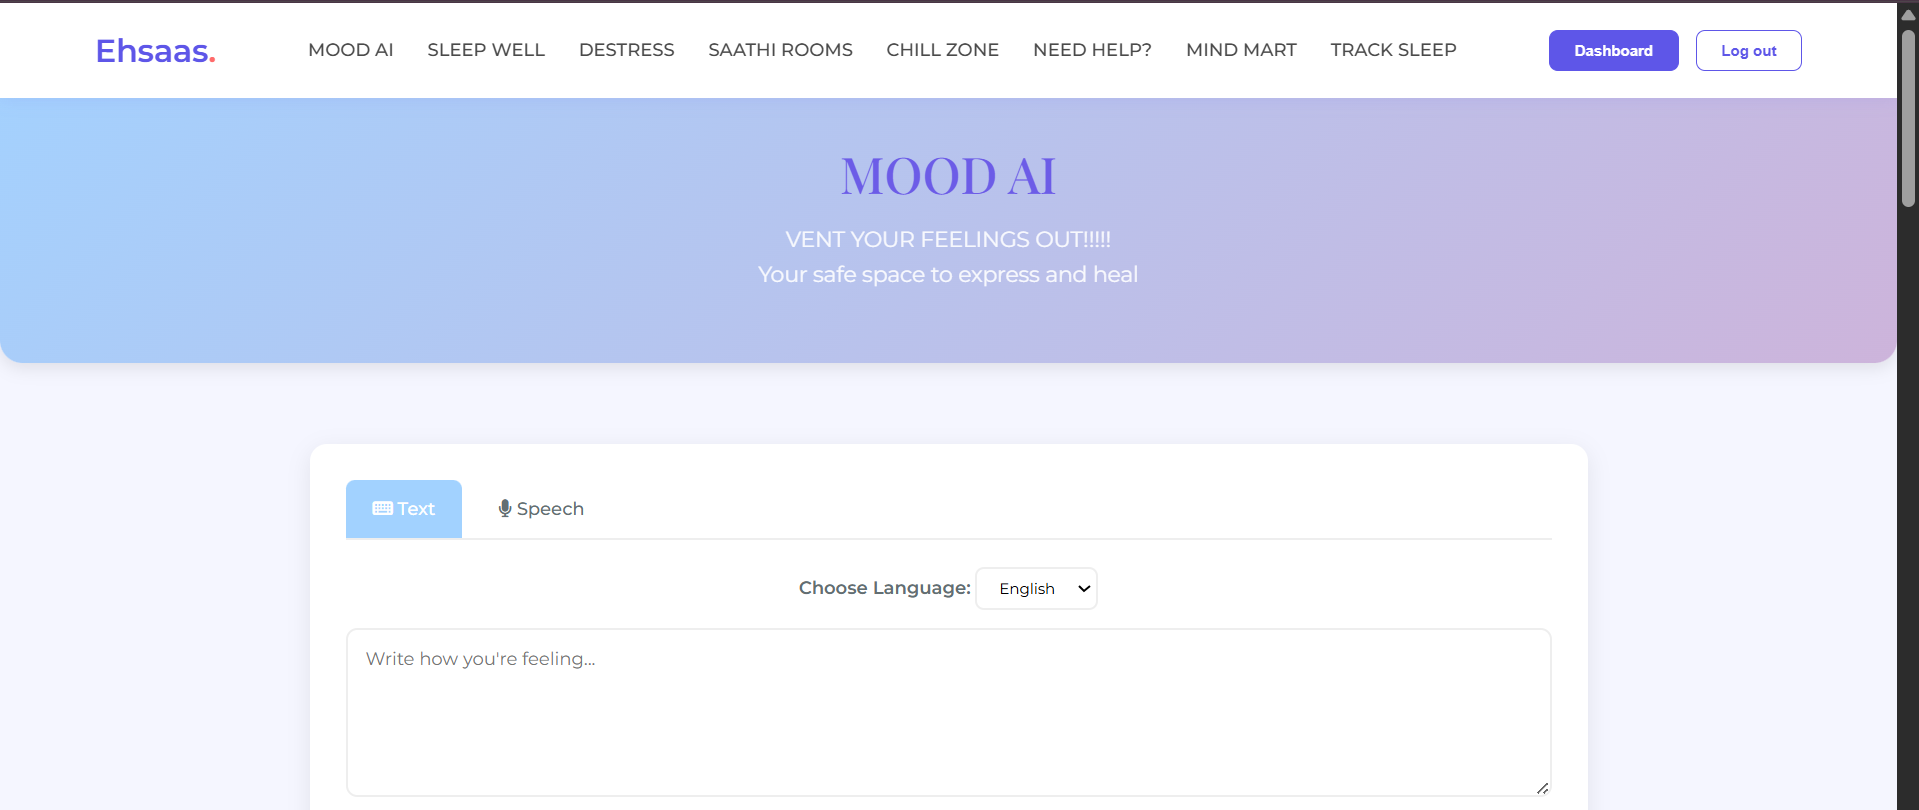 Ehsaas.
MOOD AI
SLEEP WELL
DESTRESS
SAATHI ROOMS
CHILL ZONE
NEED HELP?
MIND MART
TRACK SLEEP
Dashboard
Log out
MOOD AI
VENT YOUR FEELINGS OUT!!!!!
Your safe space to express and heal
Text
Speech
Choose Language: English
Write how you're feeling...